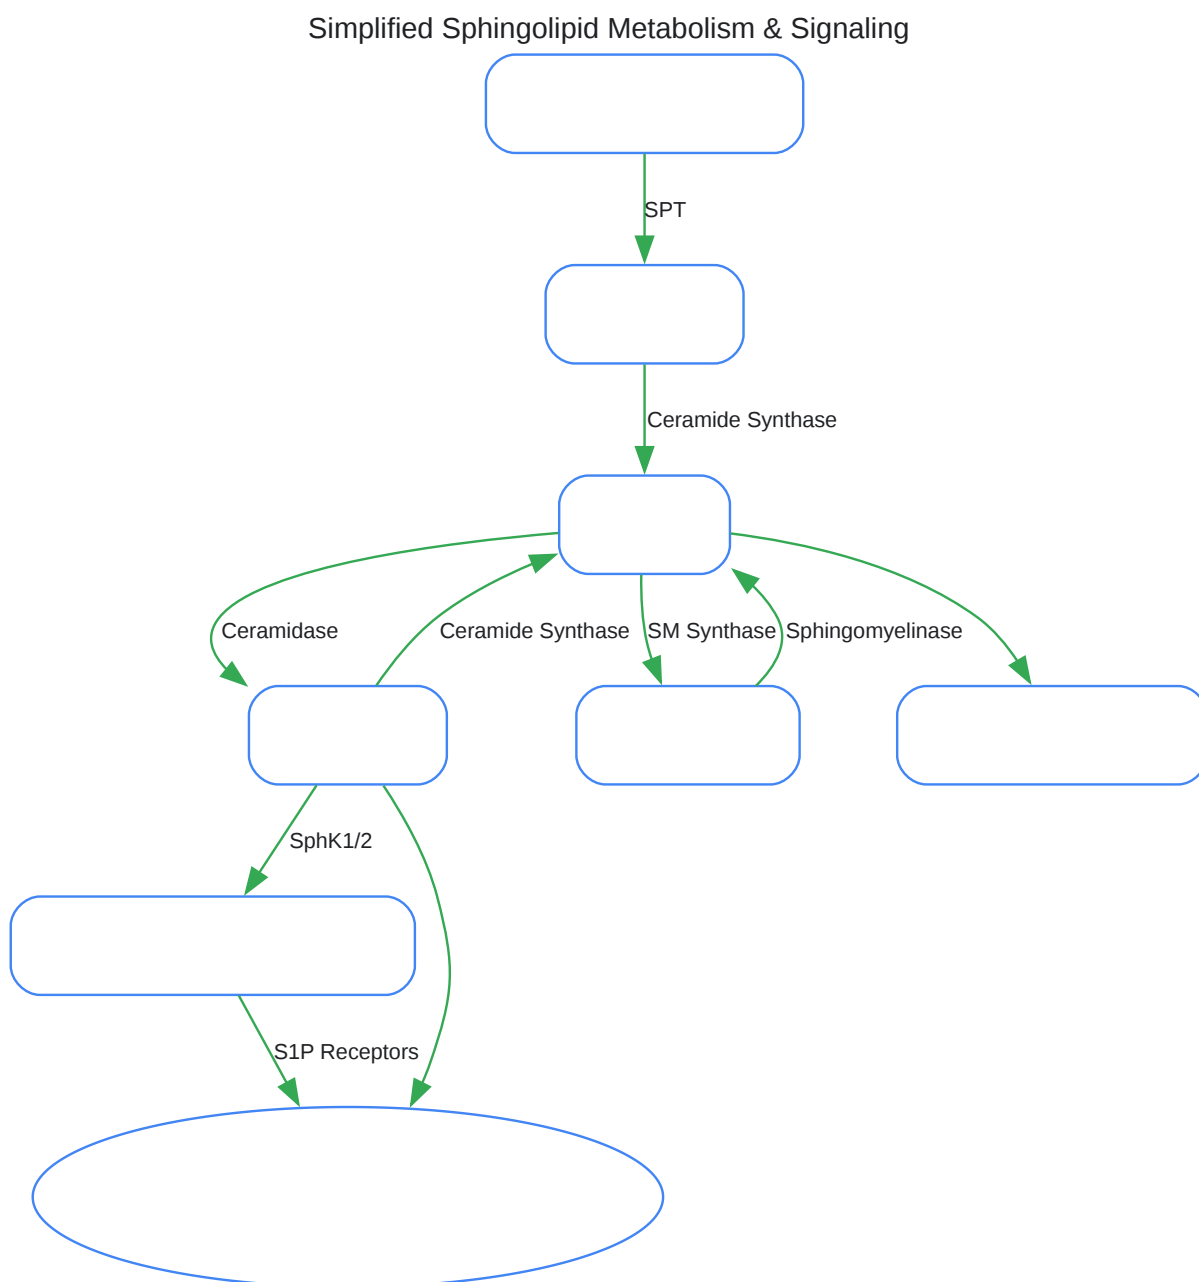 Simplified Sphingolipid Metabolism & Signaling
SPT
Ceramide Synthase
Ceramidase
Ceramide Synthase
SM Synthase
Sphingomyelinase
SphK1/2
S1P Receptors